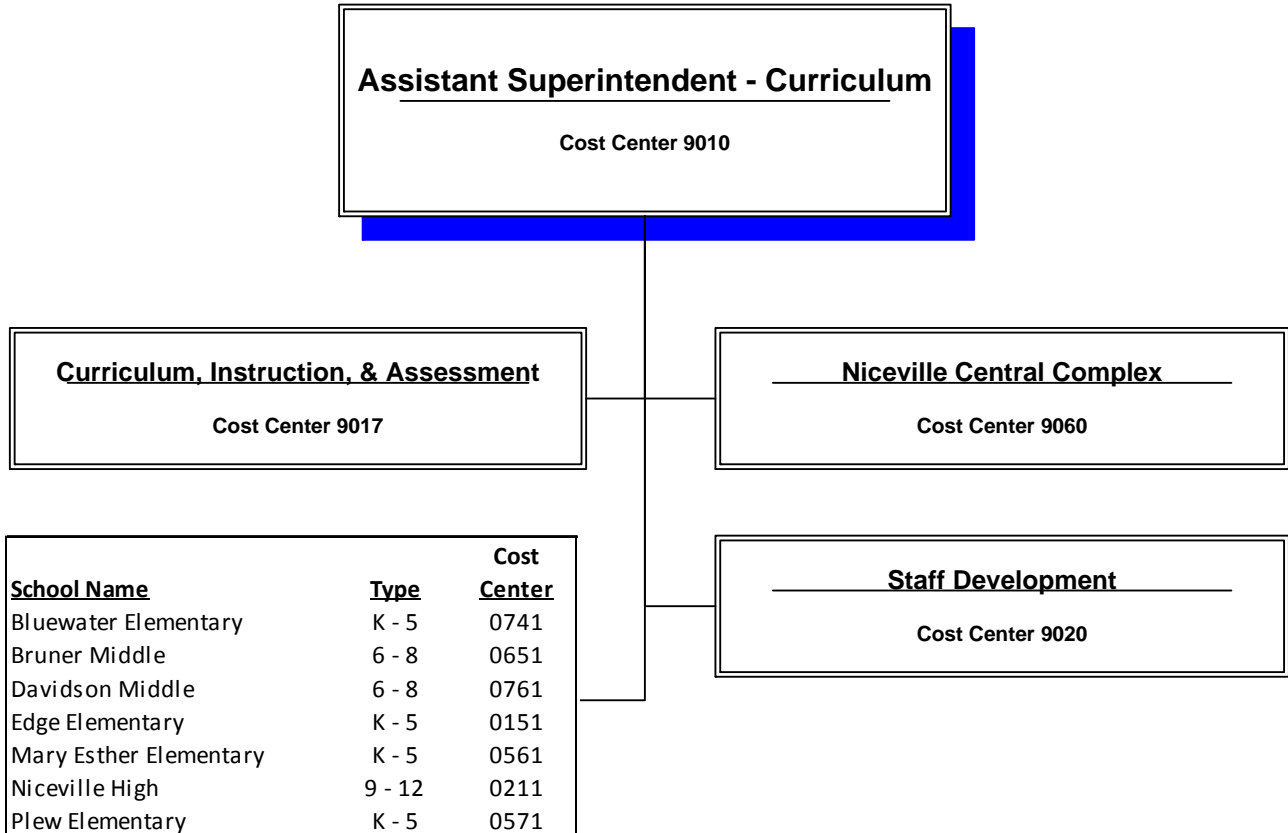 Assistant Superintendent - Curriculum
Cost Center 9010
Curriculum, Instruction, & Assessment
Cost Center 9017
Niceville Central Complex
Cost Center 9060
Staff Development
Cost Center 9020
Cost
School Name Type Center
Bluewater Elementary K - 5 0741
Bruner Middle 6 - 8 0651
Davidson Middle 6 - 8 0761
Edge Elementary K - 5 0151
Mary Esther Elementary K - 5 0561
Niceville High 9 - 12 0211
Plew Elementary K - 5 0571